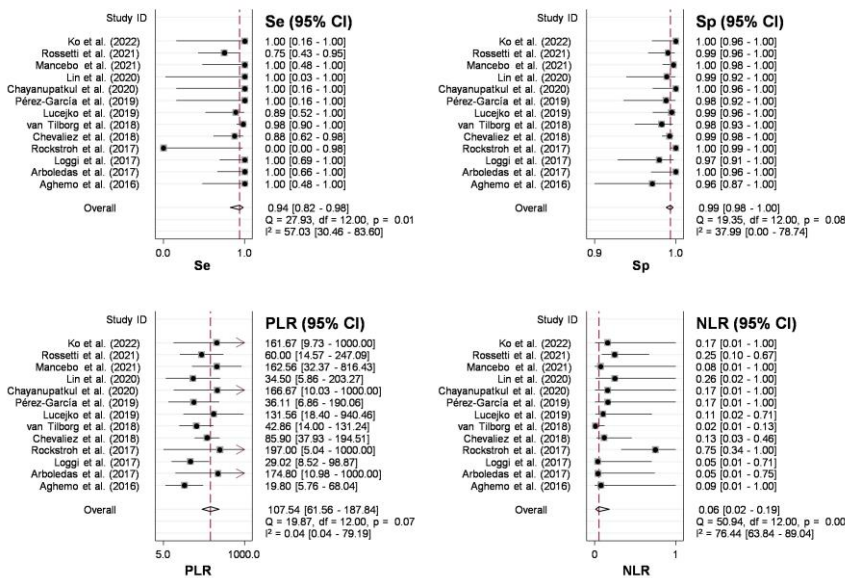 Study ID Se (95% CI)
Ko et al. (2022) 1.00 [0.16 - 1.00]
Rossetti et al. (2021) 0.75 [0.43 - 0.95]
Mancebo et al. (2021) 1.00 [0.48 - 1.00]
Lin et al. (2020) 1.00 [0.03 - 1.00]
Chayanupatkul et al. (2020) 1.00 [0.16 - 1.00]
Pérez-García et al. (2019) 1.00 [0.16 - 1.00]
Lucejko et al. (2019) 0.89 [0.52 - 0.98]
van Tilborg et al. (2018) 0.98 [0.90 - 1.00]
Chevaliez et al. (2018) 0.88 [0.62 - 0.98]
Rockstroh et al. (2017) 0.00 [0.00 - 0.98]
Loggi et al. (2017) 1.00 [0.69 - 1.00]
Arboledas et al. (2017) 1.00 [0.66 - 1.00]
Aghemo et al. (2016) 1.00 [0.48 - 1.00]
Overall 0.94 [0.82 - 0.98]
Q = 27.93, df = 12.00, p = 0.01
I² = 57.03 [30.46 - 83.60]
0.0 1.0
Se
Study ID Sp (95% CI)
Ko et al. (2022) 1.00 [0.96 - 1.00]
Rossetti et al. (2021) 0.99 [0.96 - 1.00]
Mancebo et al. (2021) 1.00 [0.98 - 1.00]
Lin et al. (2020) 0.99 [0.92 - 1.00]
Chayanupatkul et al. (2020) 1.00 [0.96 - 1.00]
Pérez-García et al. (2019) 0.98 [0.92 - 1.00]
Lucejko et al. (2019) 0.99 [0.96 - 1.00]
van Tilborg et al. (2018) 0.98 [0.93 - 1.00]
Chevaliez et al. (2018) 0.99 [0.98 - 1.00]
Rockstroh et al. (2017) 1.00 [0.99 - 1.00]
Loggi et al. (2017) 0.97 [0.91 - 1.00]
Arboledas et al. (2017) 1.00 [0.96 - 1.00]
Aghemo et al. (2016) 0.96 [0.87 - 1.00]
Overall 0.99 [0.98 - 1.00]
Q = 19.35, df = 12.00, p = 0.08
I² = 37.99 [0.00 - 78.74]
0.9 1.0
Sp
Study ID PLR (95% CI)
Ko et al. (2022) 161.67 [9.73 - 1000.00]
Rossetti et al. (2021) 60.00 [14.57 - 247.09]
Mancebo et al. (2021) 162.56 [32.37 - 816.43]
Lin et al. (2020) 34.50 [5.86 - 203.27]
Chayanupatkul et al. (2020) 166.67 [10.03 - 1000.00]
Pérez-García et al. (2019) 36.11 [6.86 - 190.06]
Lucejko et al. (2019) 131.56 [18.40 - 940.46]
van Tilborg et al. (2018) 42.86 [14.00 - 131.24]
Chevaliez et al. (2018) 85.90 [37.93 - 194.51]
Rockstroh et al. (2017) 197.00 [5.04 - 1000.00]
Loggi et al. (2017) 29.02 [8.52 - 98.87]
Arboledas et al. (2017) 174.80 [10.98 - 1000.00]
Aghemo et al. (2016) 19.80 [5.76 - 68.04]
Overall 107.54 [61.56 - 187.84]
Q = 19.87, df = 12.00, p = 0.07
I² = 0.04 [0.04 - 79.19]
5.0 1000.0
PLR
Study ID NLR (95% CI)
Ko et al. (2022) 0.17 [0.01 - 1.00]
Rossetti et al. (2021) 0.25 [0.10 - 0.67]
Mancebo et al. (2021) 0.08 [0.01 - 1.00]
Lin et al. (2020) 0.26 [0.02 - 1.00]
Chayanupatkul et al. (2020) 0.17 [0.01 - 1.00]
Pérez-García et al. (2019) 0.17 [0.01 - 1.00]
Lucejko et al. (2019) 0.11 [0.02 - 0.71]
van Tilborg et al. (2018) 0.02 [0.01 - 0.13]
Chevaliez et al. (2018) 0.13 [0.03 - 0.46]
Rockstroh et al. (2017) 0.75 [0.34 - 1.00]
Loggi et al. (2017) 0.05 [0.01 - 0.71]
Arboledas et al. (2017) 0.05 [0.01 - 0.75]
Aghemo et al. (2016) 0.09 [0.01 - 1.00]
Overall 0.06 [0.02 - 0.19]
Q = 50.94, df = 12.00, p = 0.00
I² = 76.44 [63.84 - 89.04]
0 1
NLR